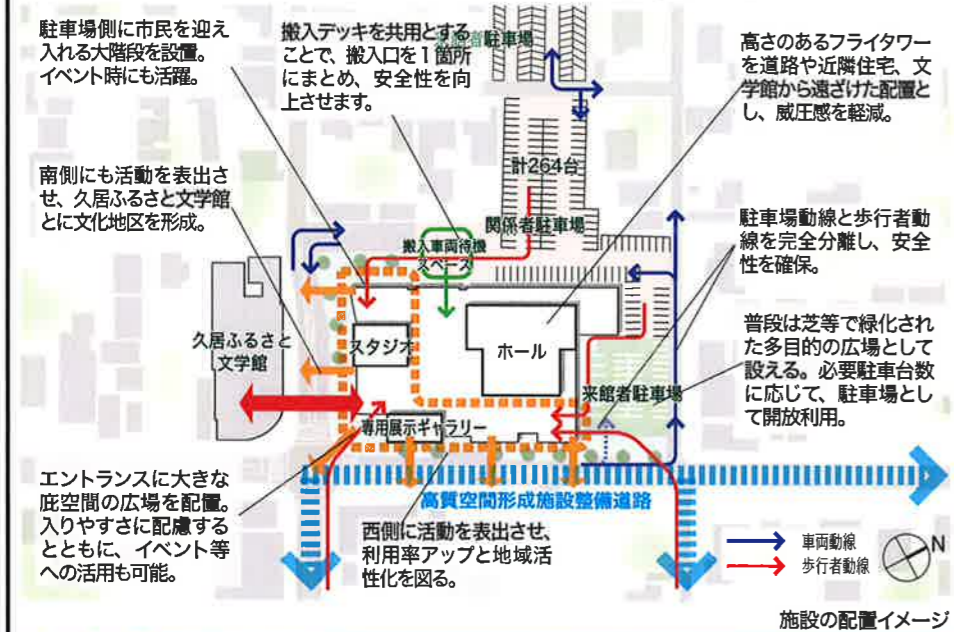 駐車場側に市民を迎え
入れる大階段を設置。
イベント時にも活躍。
搬入デッキを共用とする
ことで、搬入口を1箇所
にまとめ、安全性を向
上させます。
者駐車場
高さのあるフライタワー
を道路や近隣住宅、文
学館から遠ざけた配置と
し、威圧感を軽減。
計264台
関係者駐車場
南側にも活動を表出さ
せ、久居ふるさと文学館
とに文化地区を形成。
搬入車両待機
スペース
駐車場動線と歩行者動
線を完全分離し、安全
性を確保。
久居ふるさと
文学館
スタジオ
ホール
来館者駐車場
普段は芝等で緑化され
た多目的の広場として
設える。必要駐車台数
に応じて、駐車場とし
て開放利用。
専用展示ギャラリー
エントランスに大きな
庇空間の広場を配置。
入りやすさに配慮する
とともに、イベント等
への活用も可能。
高質空間形成施設整備道路
西側に活動を表出させ、
利用率アップと地域活
性化を図る。
車両動線
歩行者動線
N
施設の配置イメージ